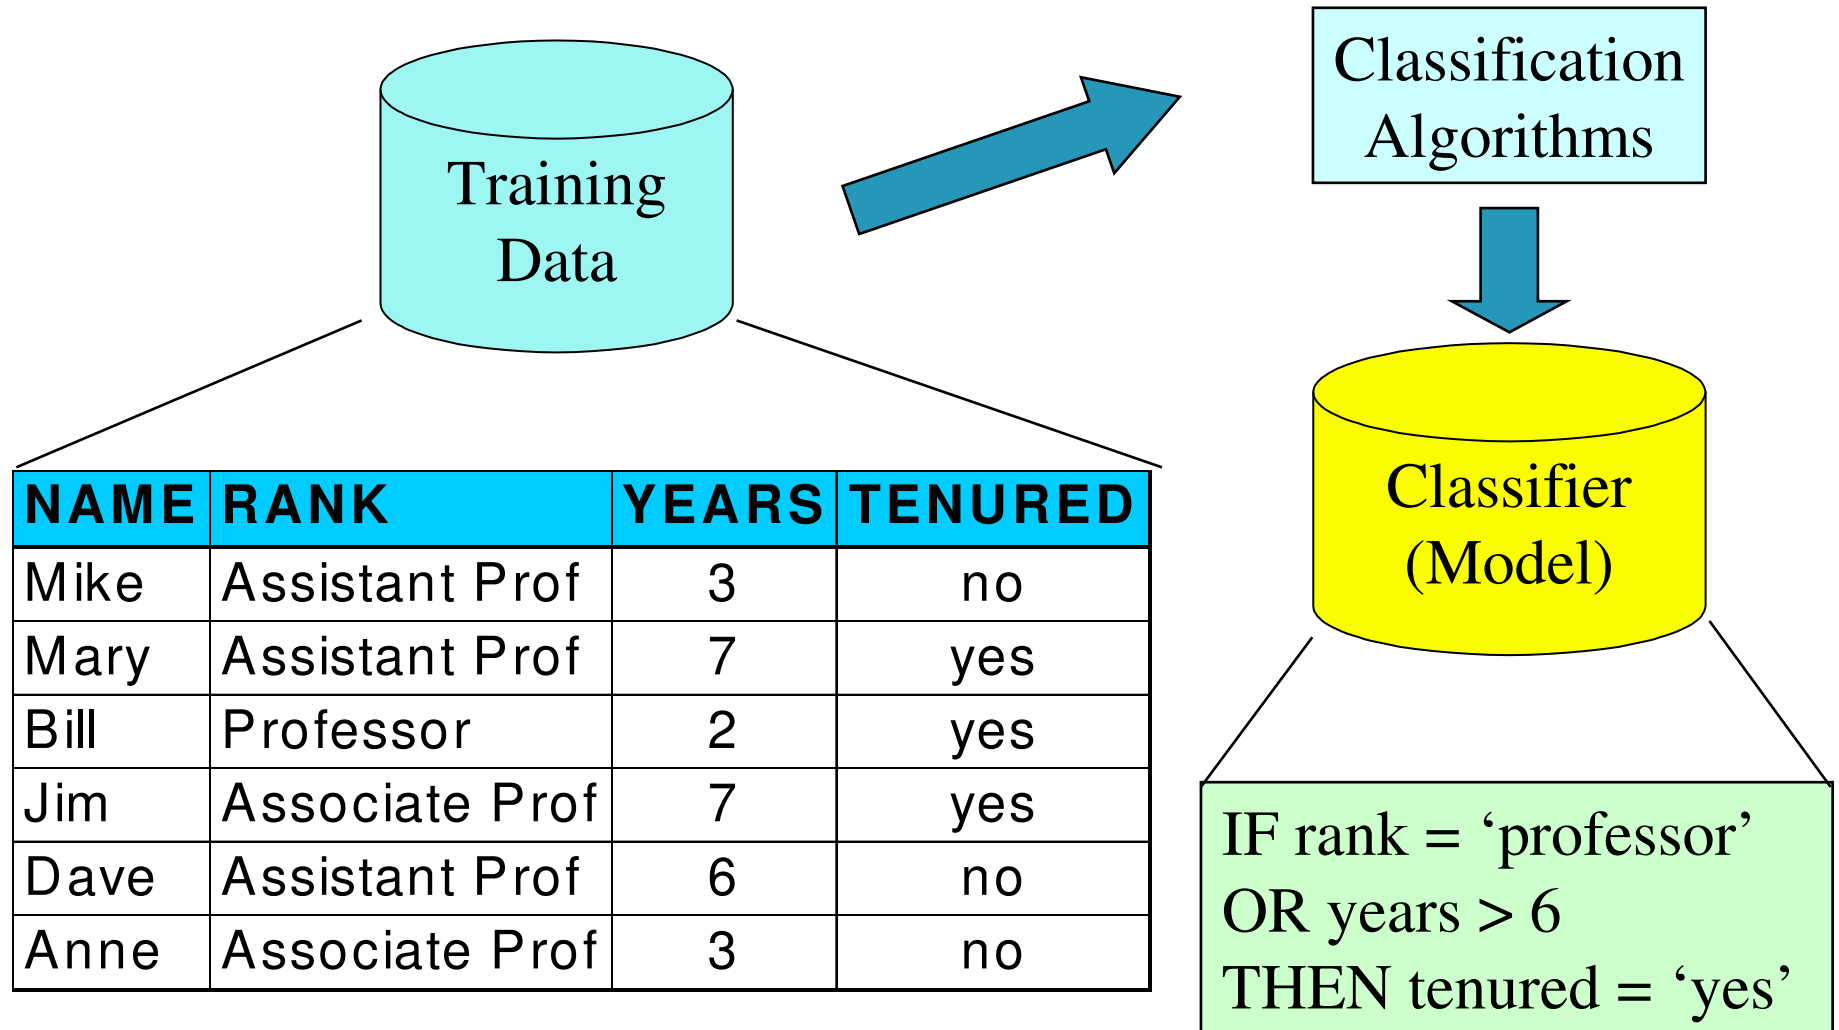 Training
Data
Classification
Algorithms
NAME RANK YEARS TENURED
Mike Assistant Prof 3 no
Mary Assistant Prof 7 yes
Bill Professor 2 yes
Jim Associate Prof 7 yes
Dave Assistant Prof 6 no
Anne Associate Prof 3 no
Classifier
(Model)
IF rank = ‘professor’
OR years > 6
THEN tenured = ‘yes’